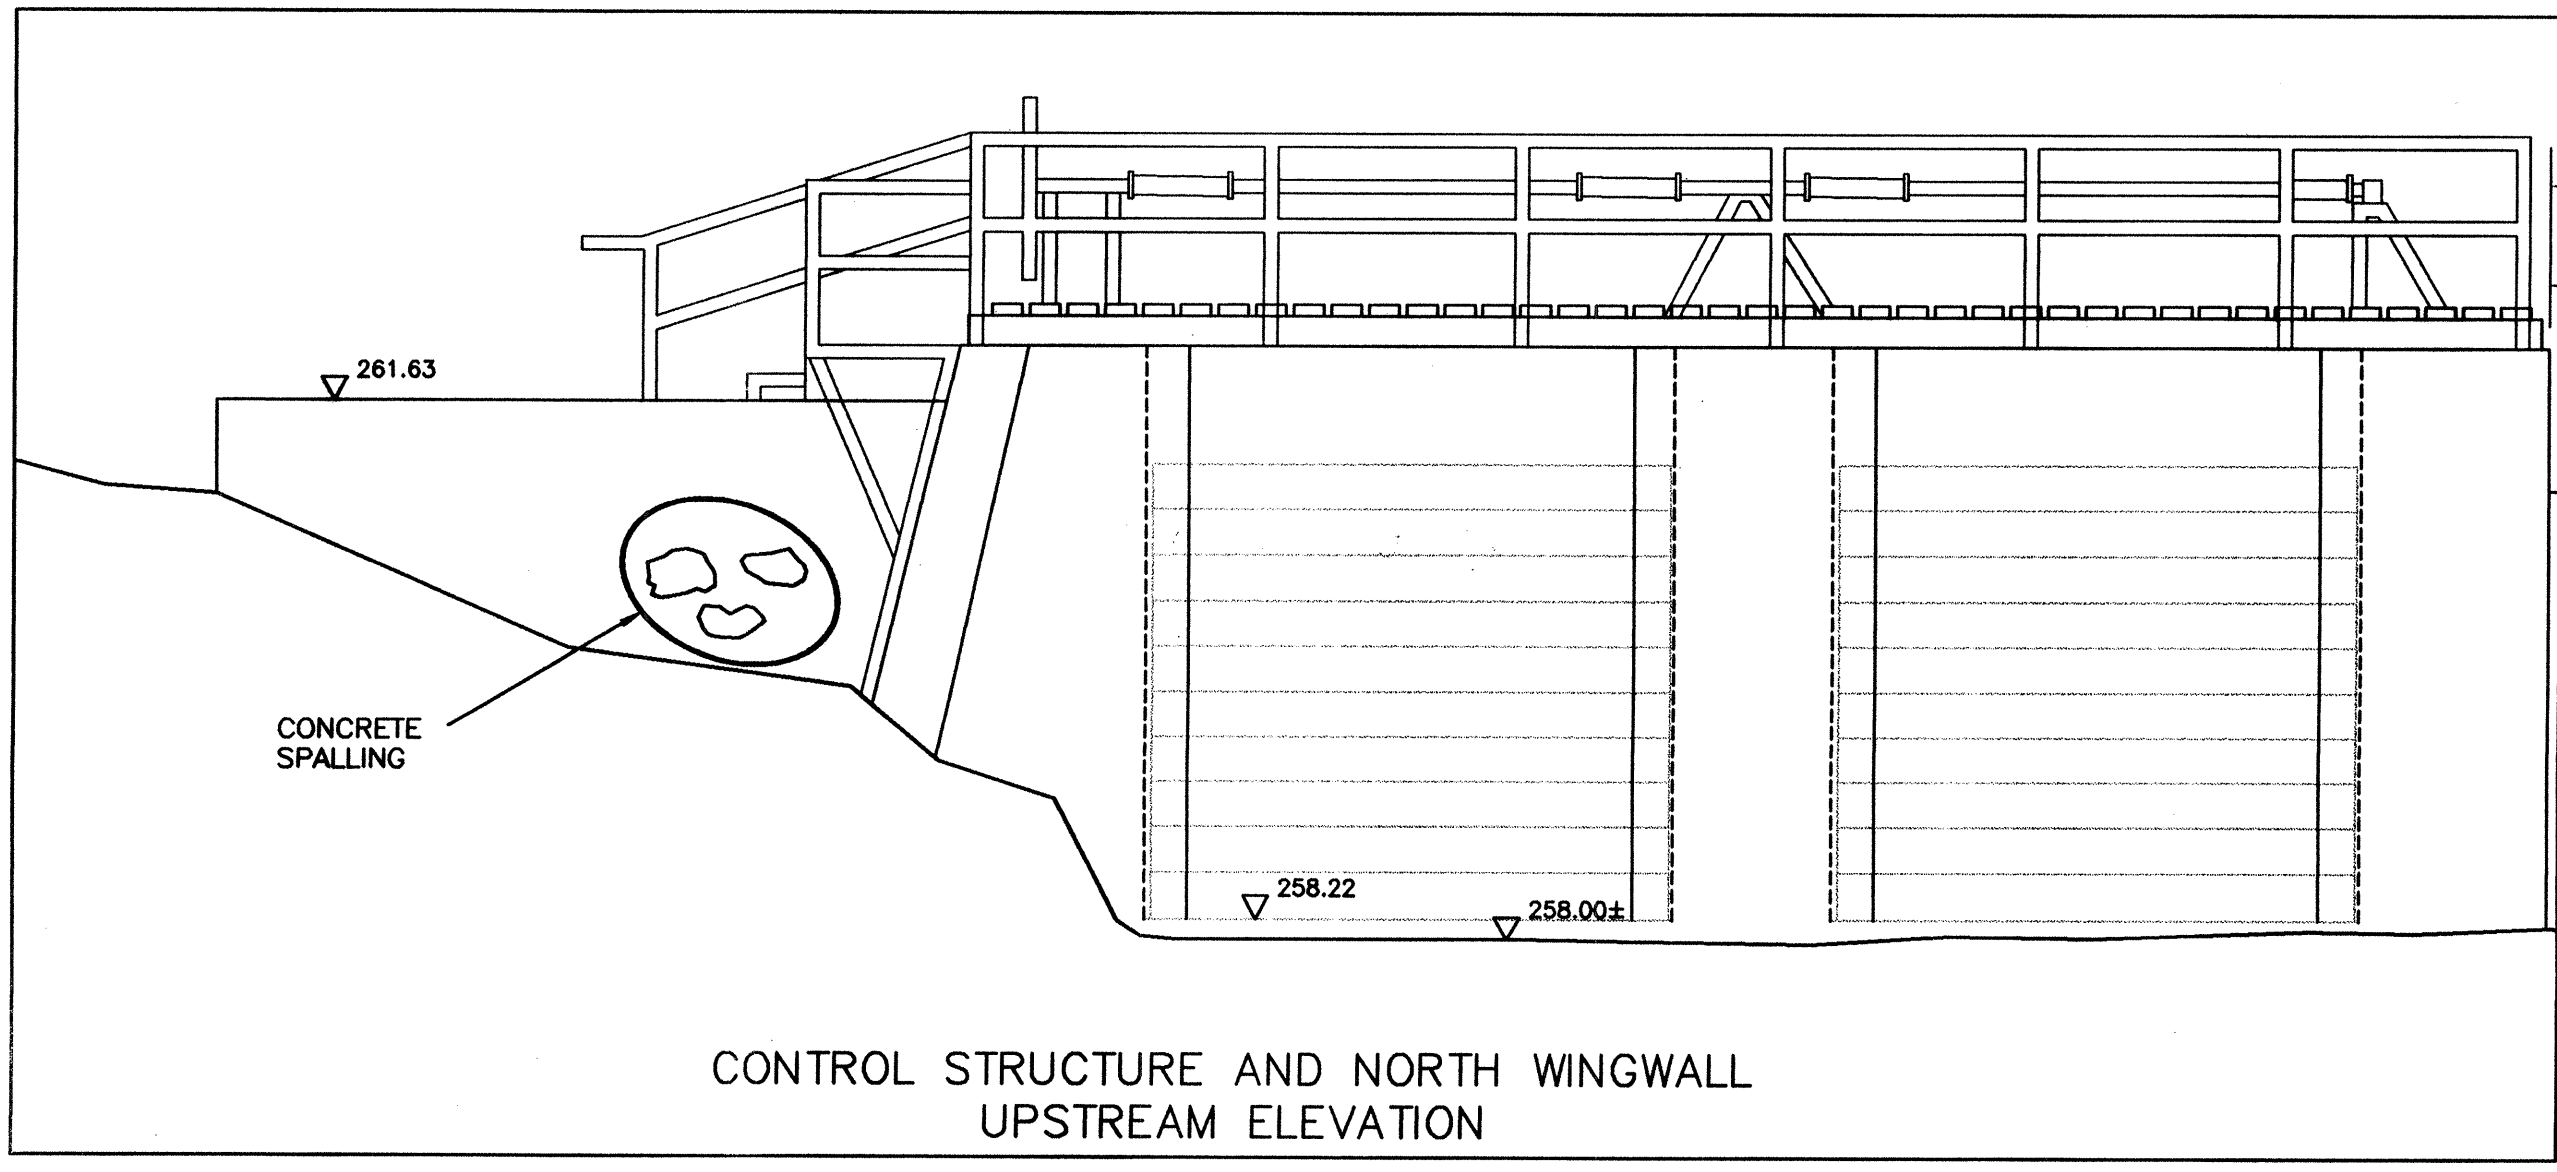 261.63
CONCRETE
SPALLING
258.22
258.00±
CONTROL STRUCTURE AND NORTH WINGWALL
UPSTREAM ELEVATION